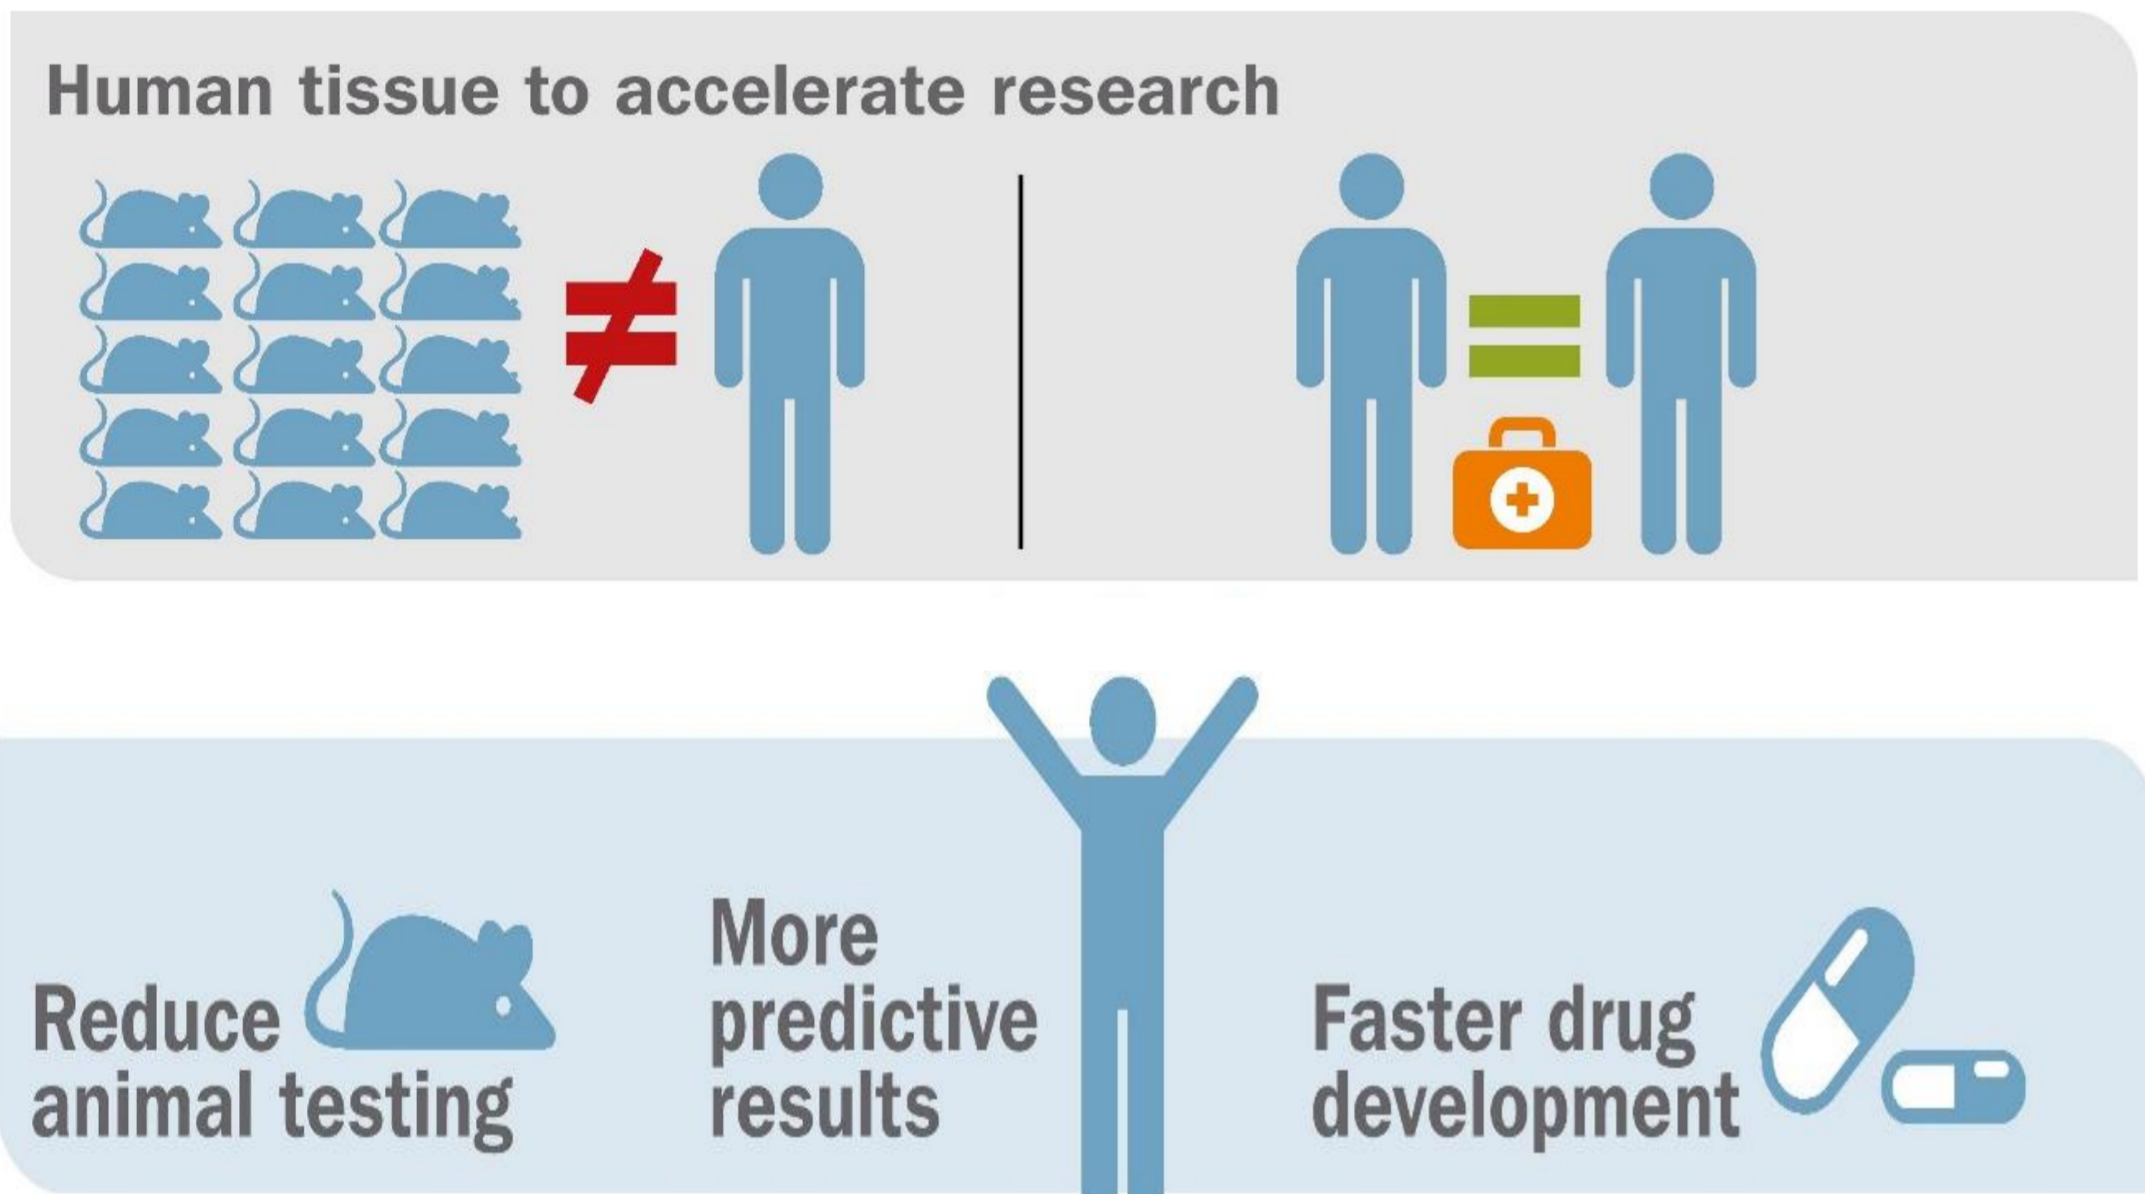 Human tissue to accelerate research
Reduce
animal testing
More
predictive
results
Faster drug
development